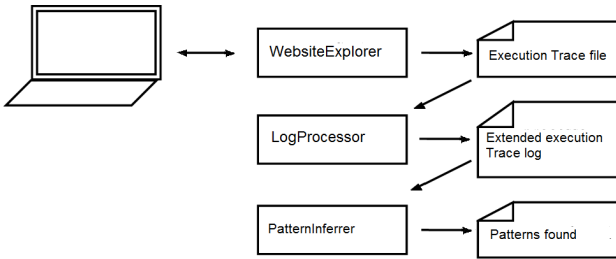 WebsiteExplorer
Execution Trace file
LogProcessor
Extended execution
Trace log
PatternInferrer
Patterns found